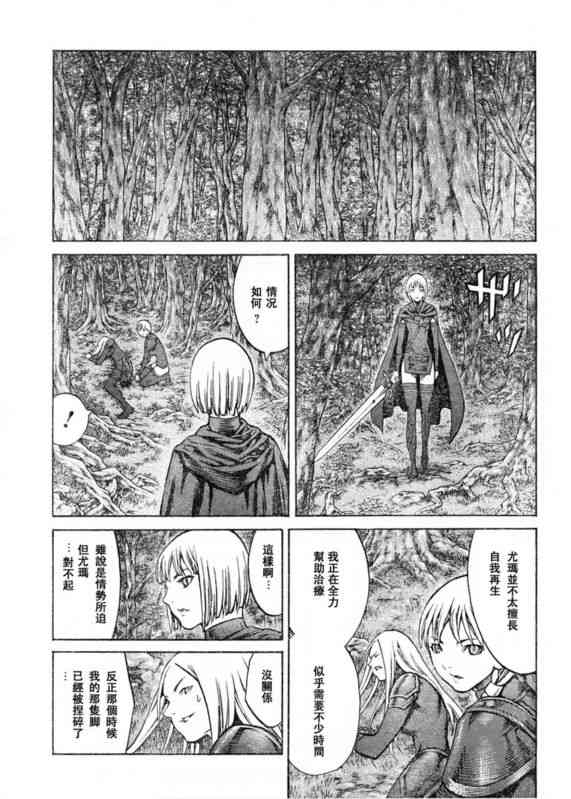 ザッ
ザッ
情況
如何？
！
尤瑪並不太擅長
自我再生
我正在全力
幫助治療
似乎需要不少時間
這樣啊…
雖說是情勢所迫
但尤瑪
…對不起
沒關係
反正那個時候
我的那隻脚
已經被捏碎了